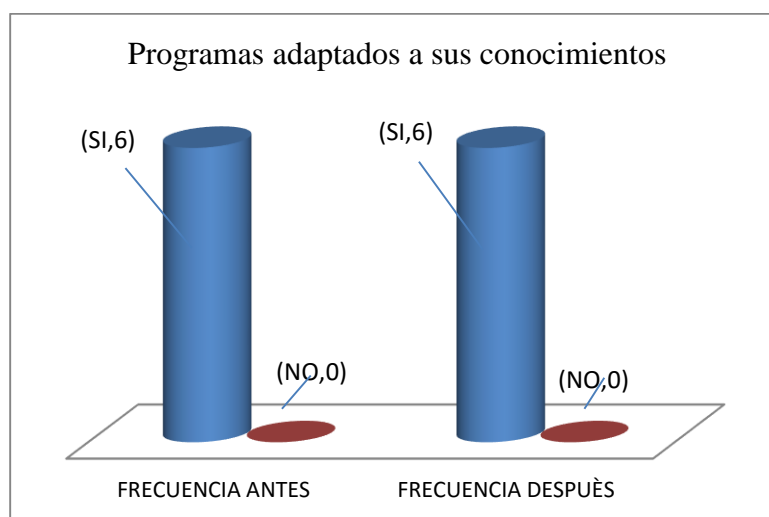 Programas adaptados a sus conocimientos
(SI,6)
(SI,6)
(NO,0)
(NO,0)
FRECUENCIA ANTES
FRECUENCIA DESPUÈS